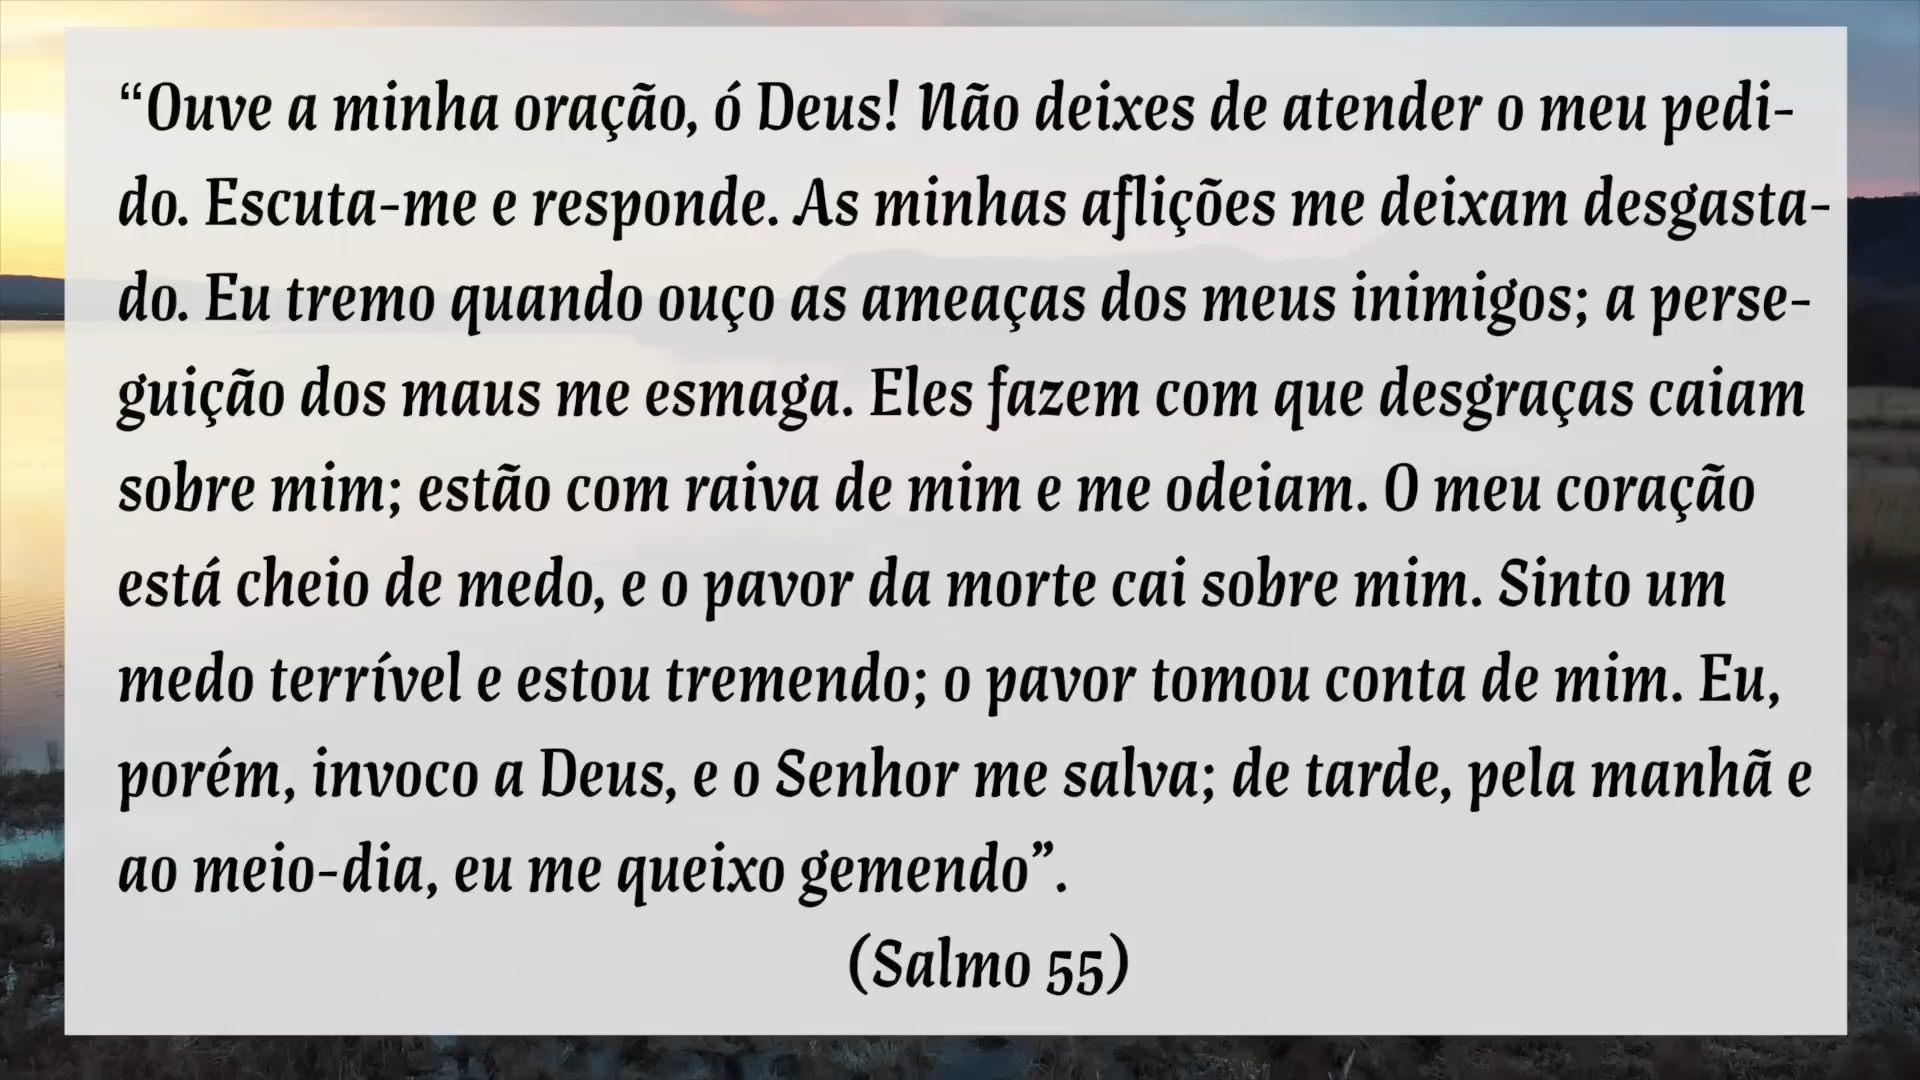 “Ouve a minha oração, ó Deus! Não deixes de atender o meu pedi-
do. Escuta-me e responde. As minhas aflições me deixam desgasta-
do. Eu tremo quando ouço as ameaças dos meus inimigos; a perse-
guição dos maus me esmaga. Eles fazem com que desgraças caiam
sobre mim; estão com raiva de mim e me odeiam. O meu coração
está cheio de medo, e o pavor da morte cai sobre mim. Sinto um
medo terrível e estou tremendo; o pavor tomou conta de mim. Eu,
porém, invoco a Deus, e o Senhor me salva; de tarde, pela manhã e
ao meio-dia, eu me queixo gemendo”.
(Salmo 55)